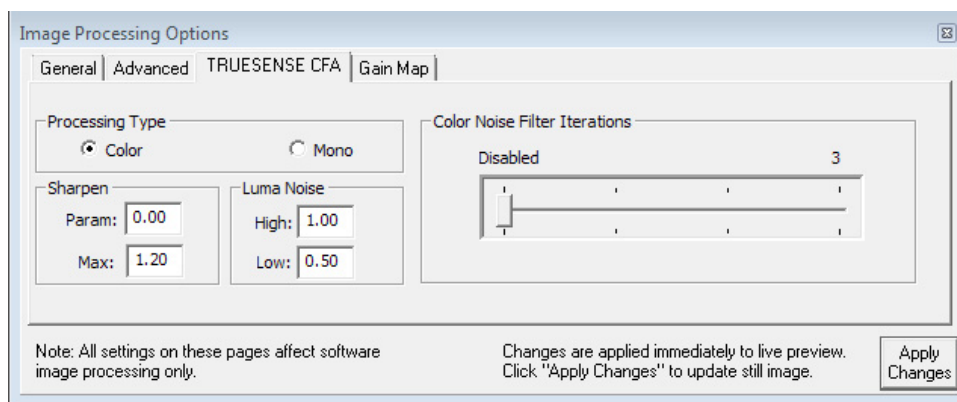 Image Processing Options
General Advanced TRUESENSE CFA Gain Map
Processing Type
Color Mono
Sharpen
Param: 0.00
Max: 1.20
Luma Noise
High: 1.00
Low: 0.50
Color Noise Filter Iterations
Disabled 3
Note: All settings on these pages affect software
image processing only.
Changes are applied immediately to live preview.
Click "Apply Changes" to update still image.
Apply
Changes